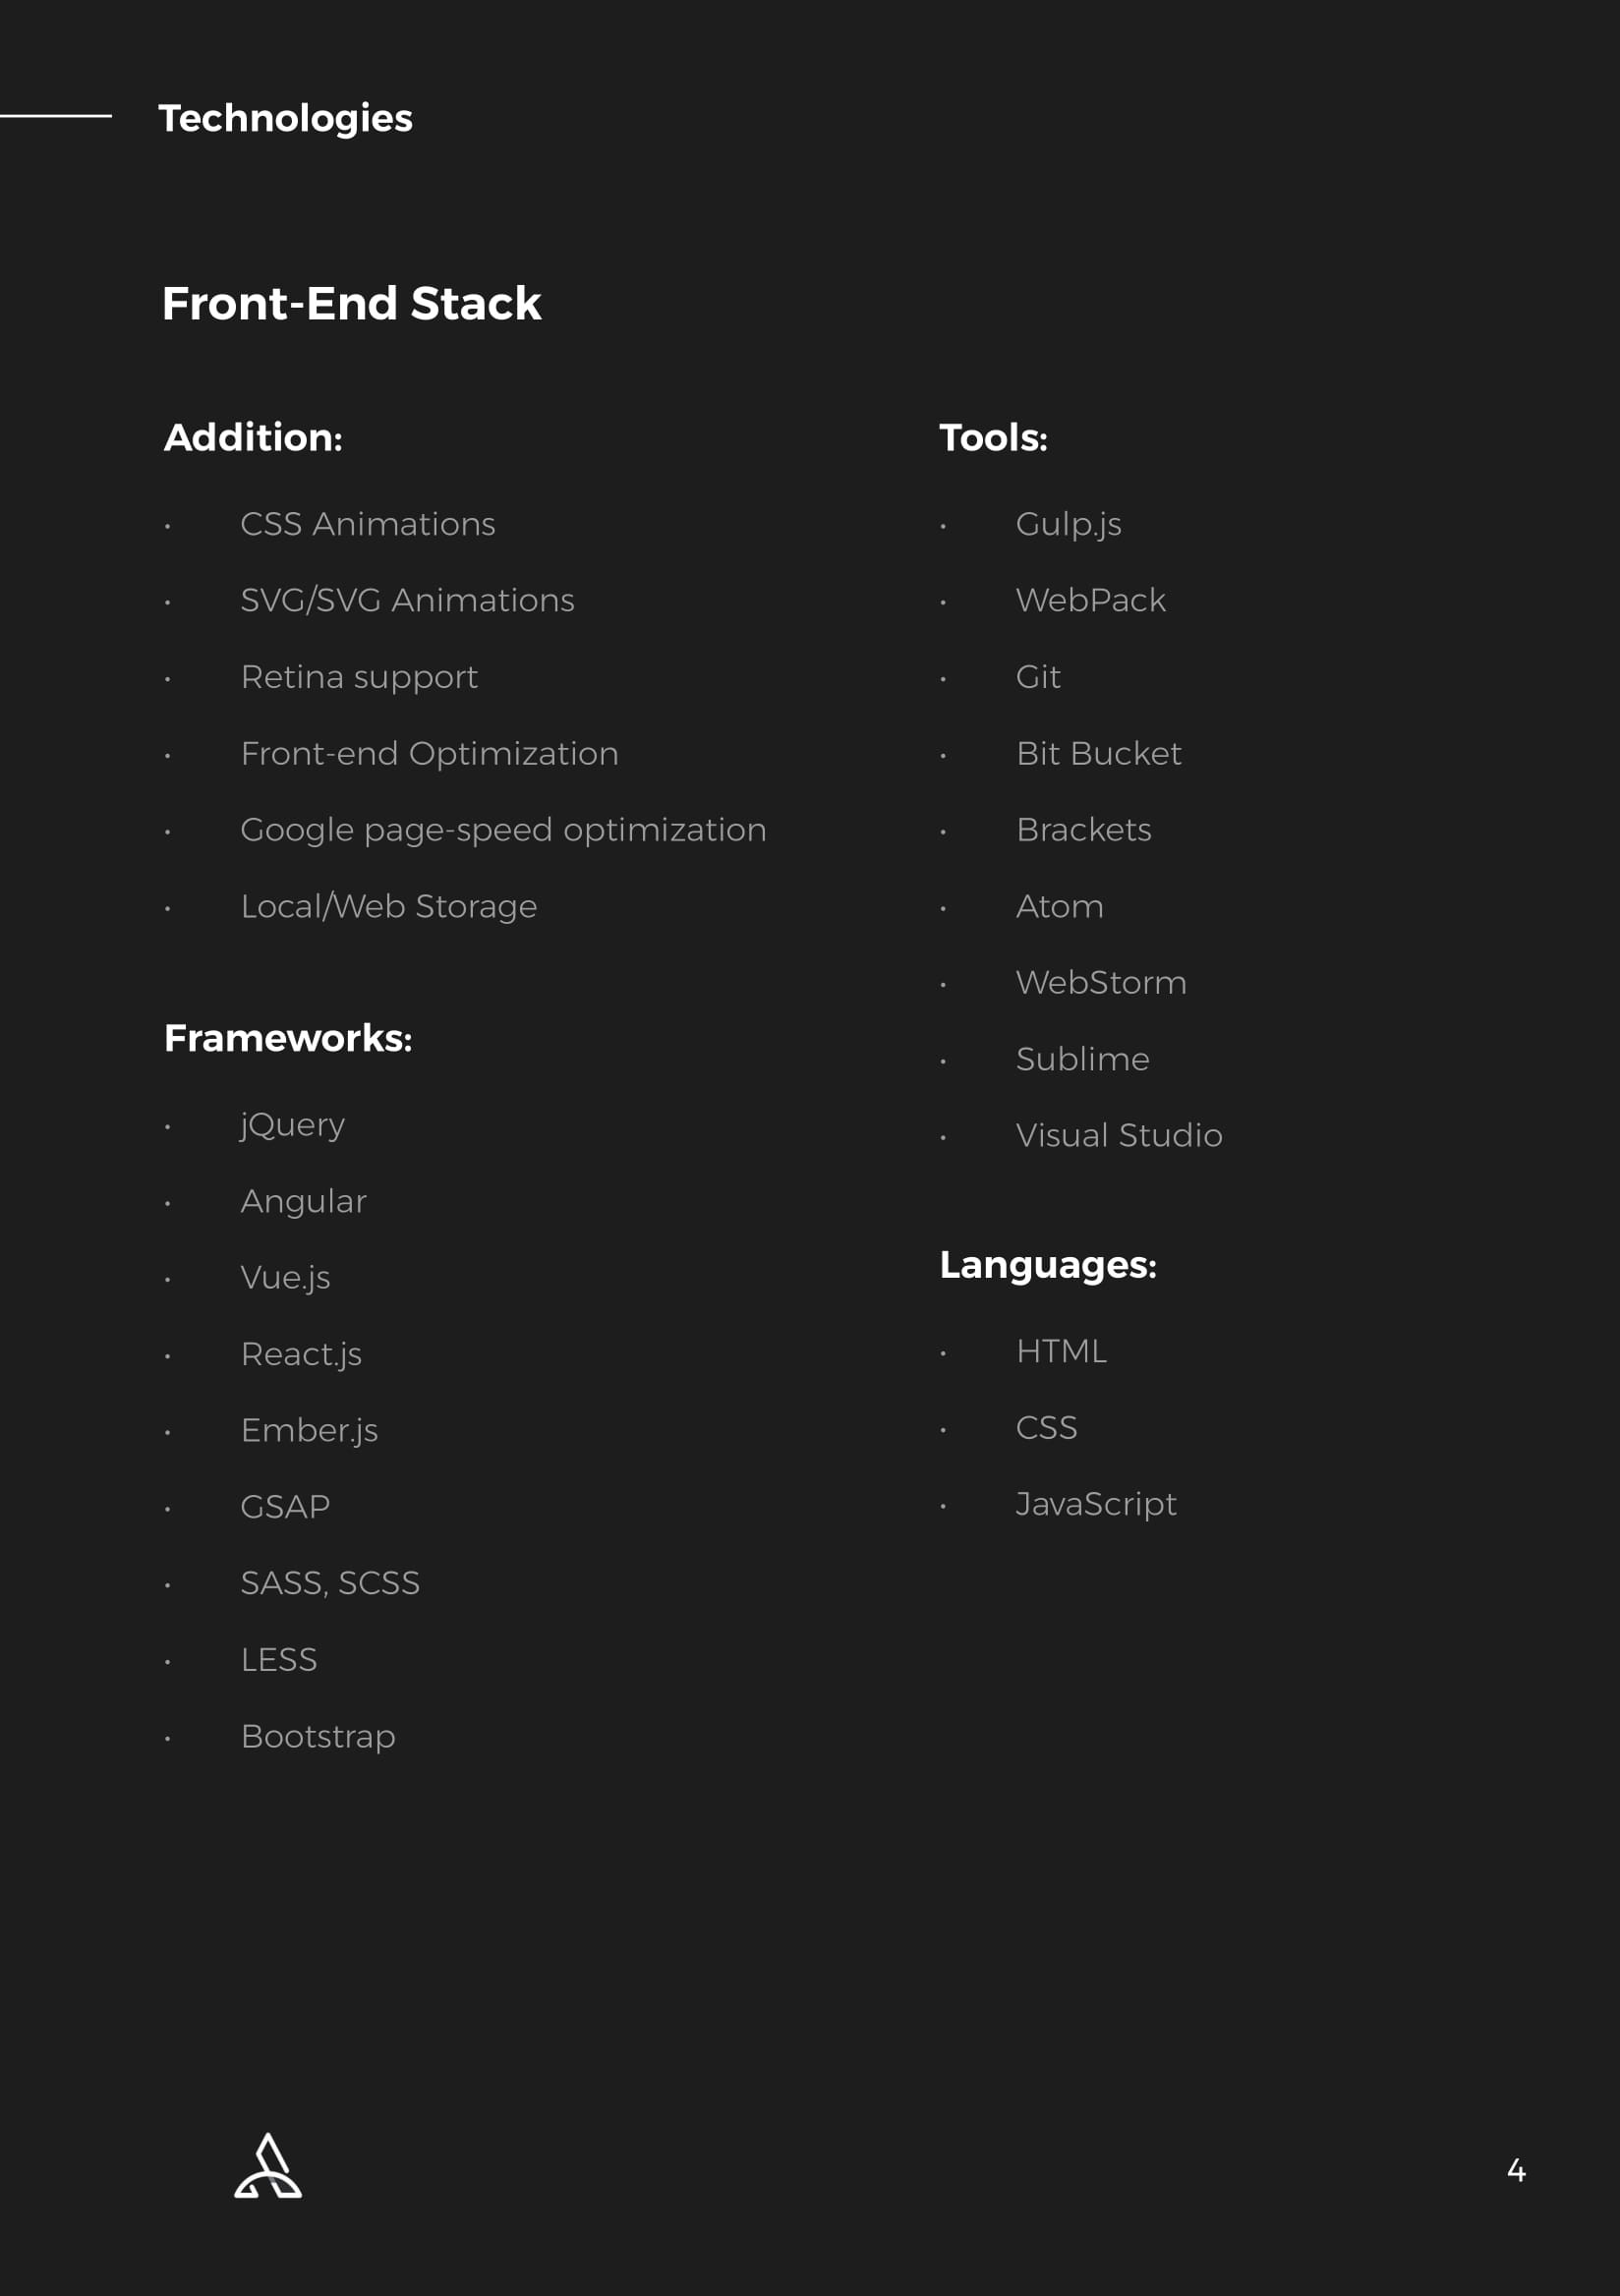 Technologies
Front-End Stack
Addition:
• CSS Animations
• SVG/SVG Animations
• Retina support
• Front-end Optimization
• Google page-speed optimization
• Local/Web Storage
Frameworks:
• jQuery
• Angular
• Vue.js
• React.js
• Ember.js
• GSAP
• SASS, SCSS
• LESS
• Bootstrap
Tools:
• Gulp.js
• WebPack
• Git
• Bit Bucket
• Brackets
• Atom
• WebStorm
• Sublime
• Visual Studio
Languages:
• HTML
• CSS
• JavaScript
4